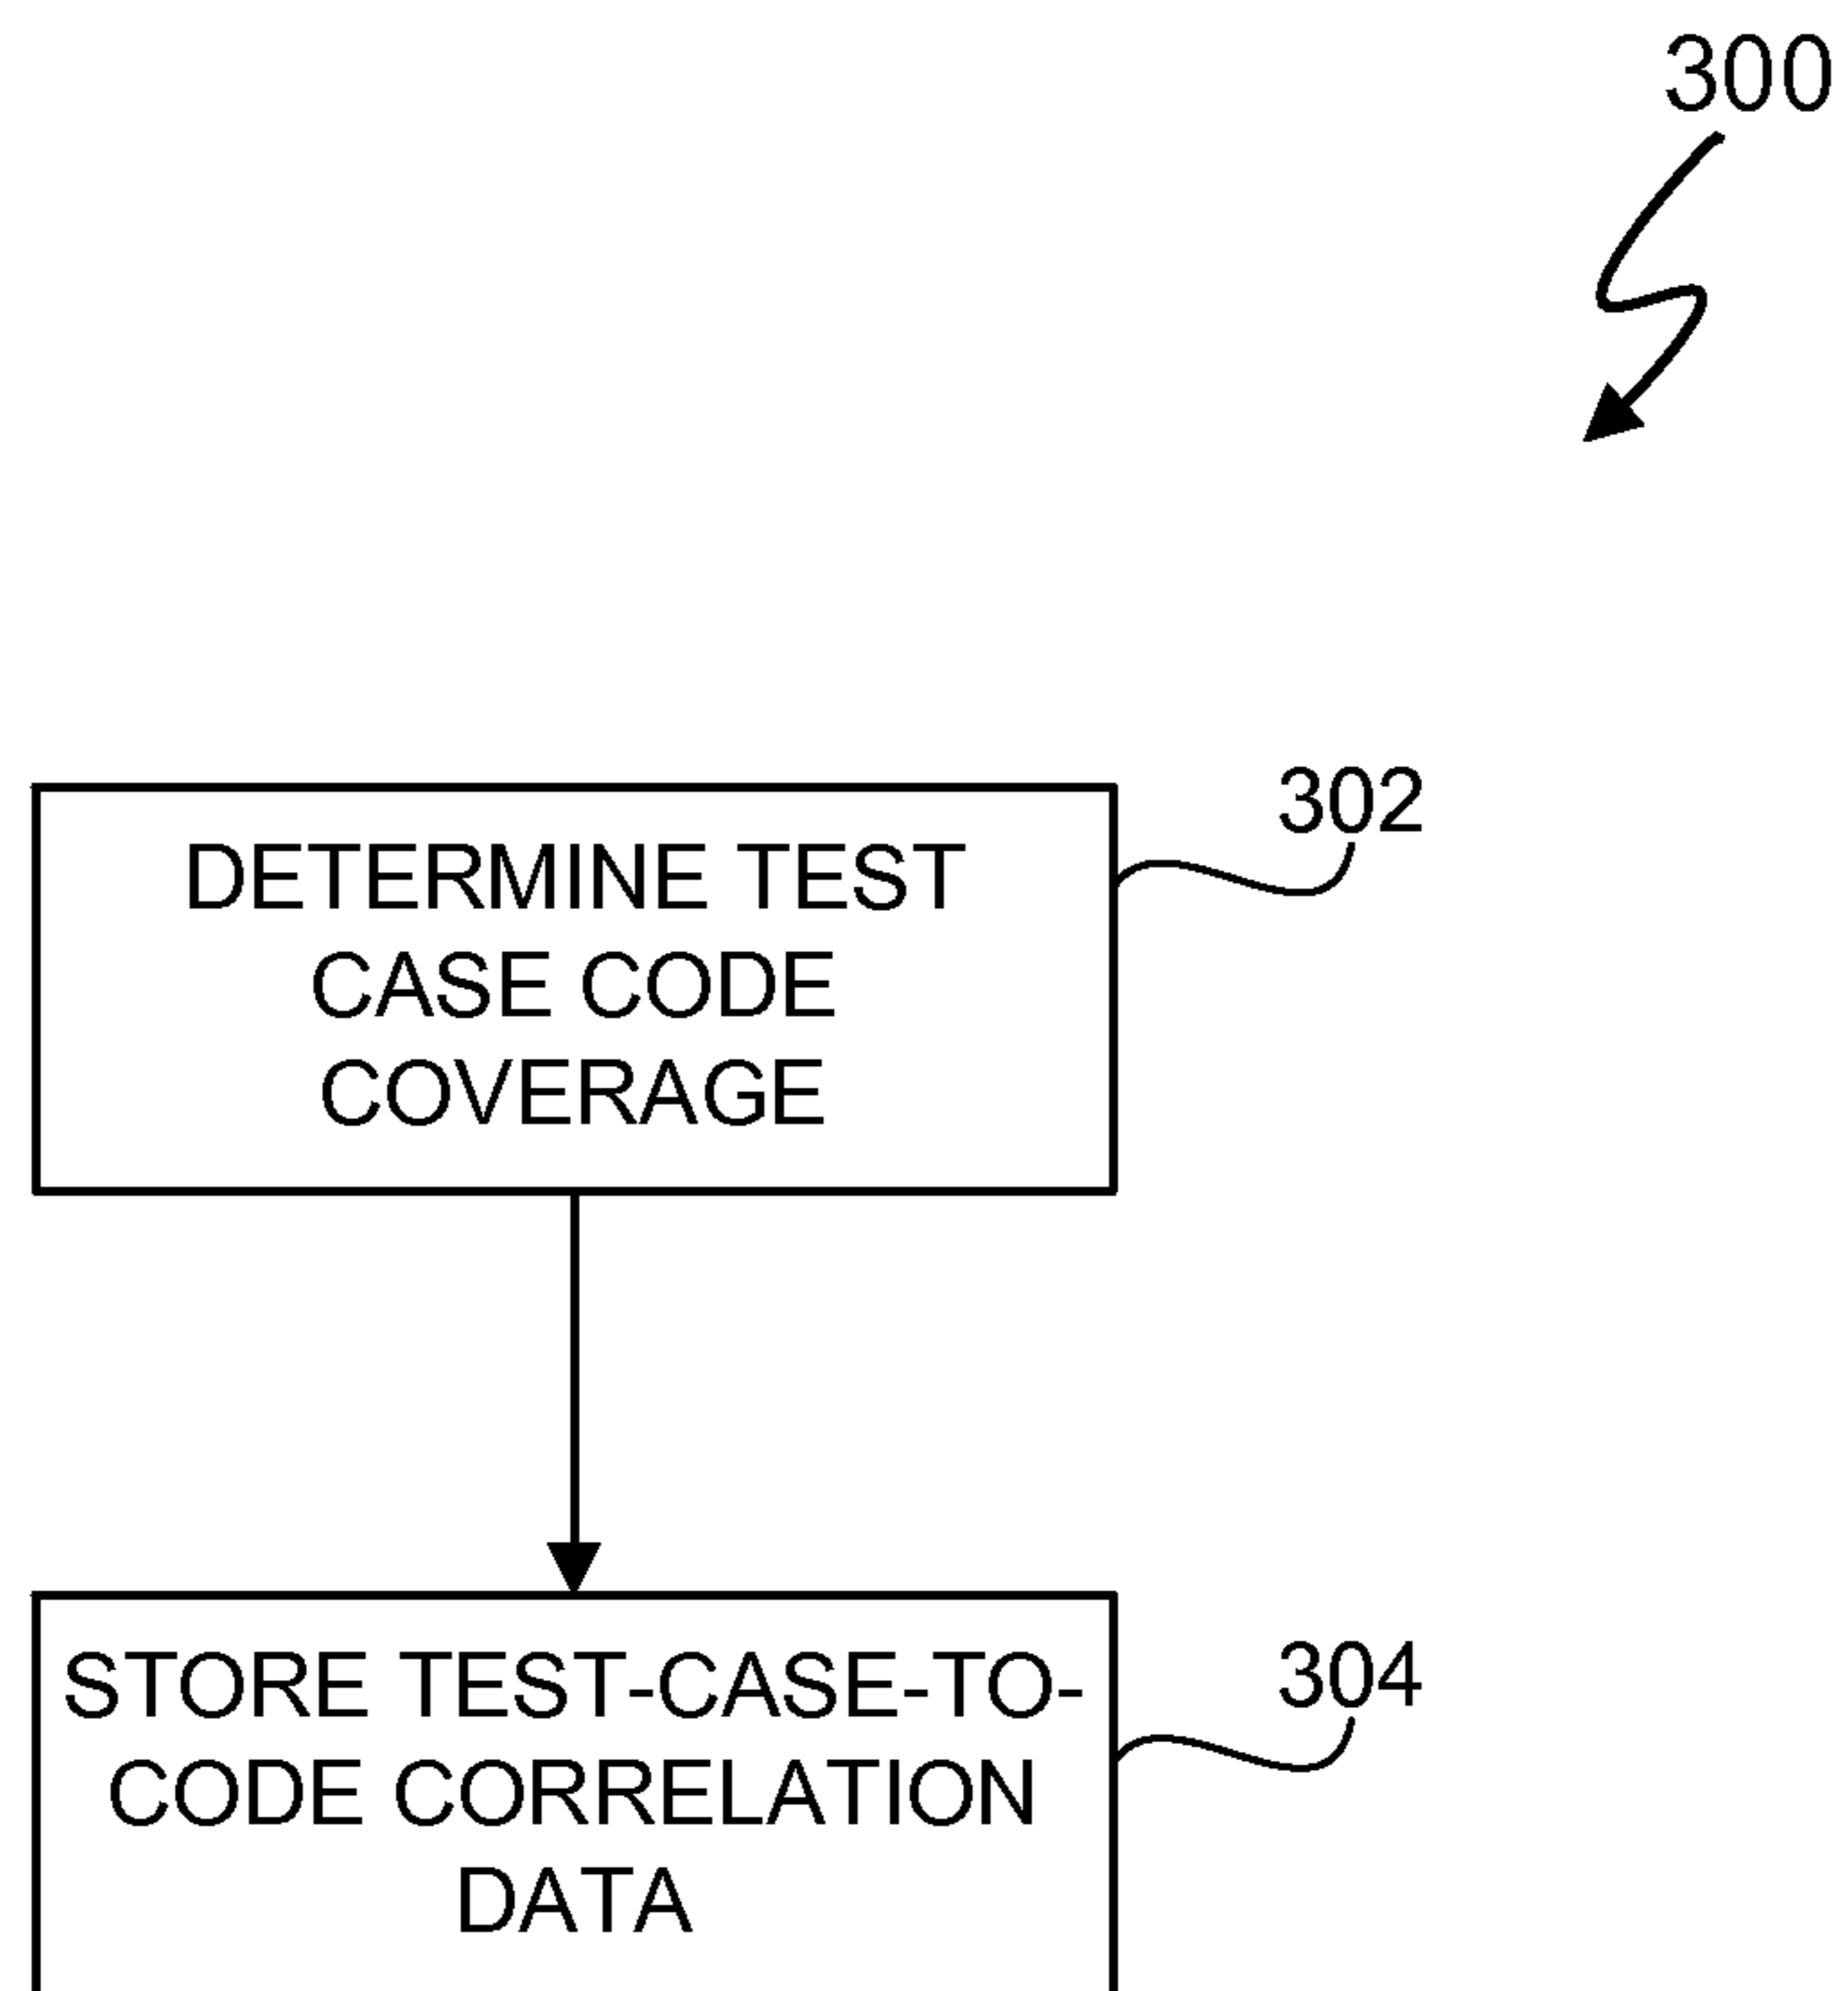 300
302
DETERMINE TEST
CASE CODE
COVERAGE
304
STORE TEST-CASE-TO-
CODE CORRELATION
DATA